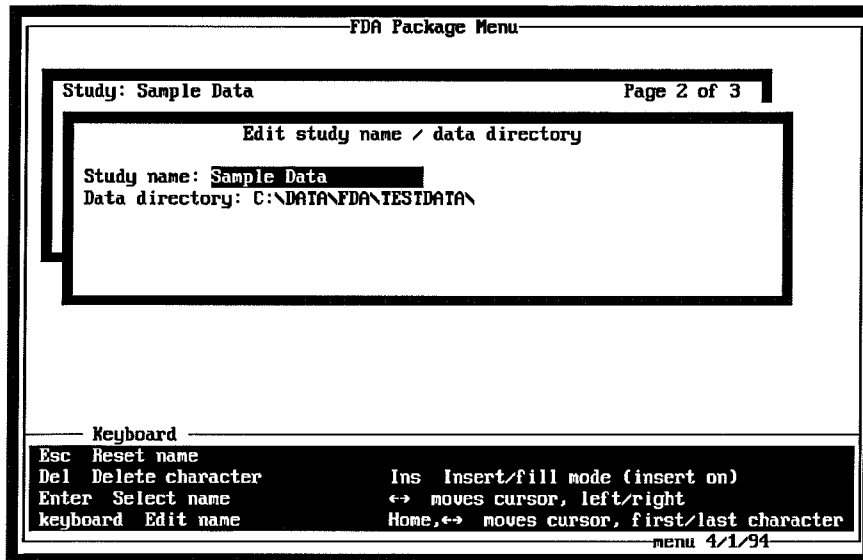 FDA Package Menu
Study: Sample Data Page 2 of 3
Edit study name / data directory
Study name: Sample Data
Data directory: C:\DATA\FDA\TESTDATA\
Keyboard
Esc Reset name
Del Delete character Ins Insert/fill mode (insert on)
Enter Select name ↔ moves cursor, left/right
keyboard Edit name Home,↔ moves cursor, first/last character
menu 4/1/94